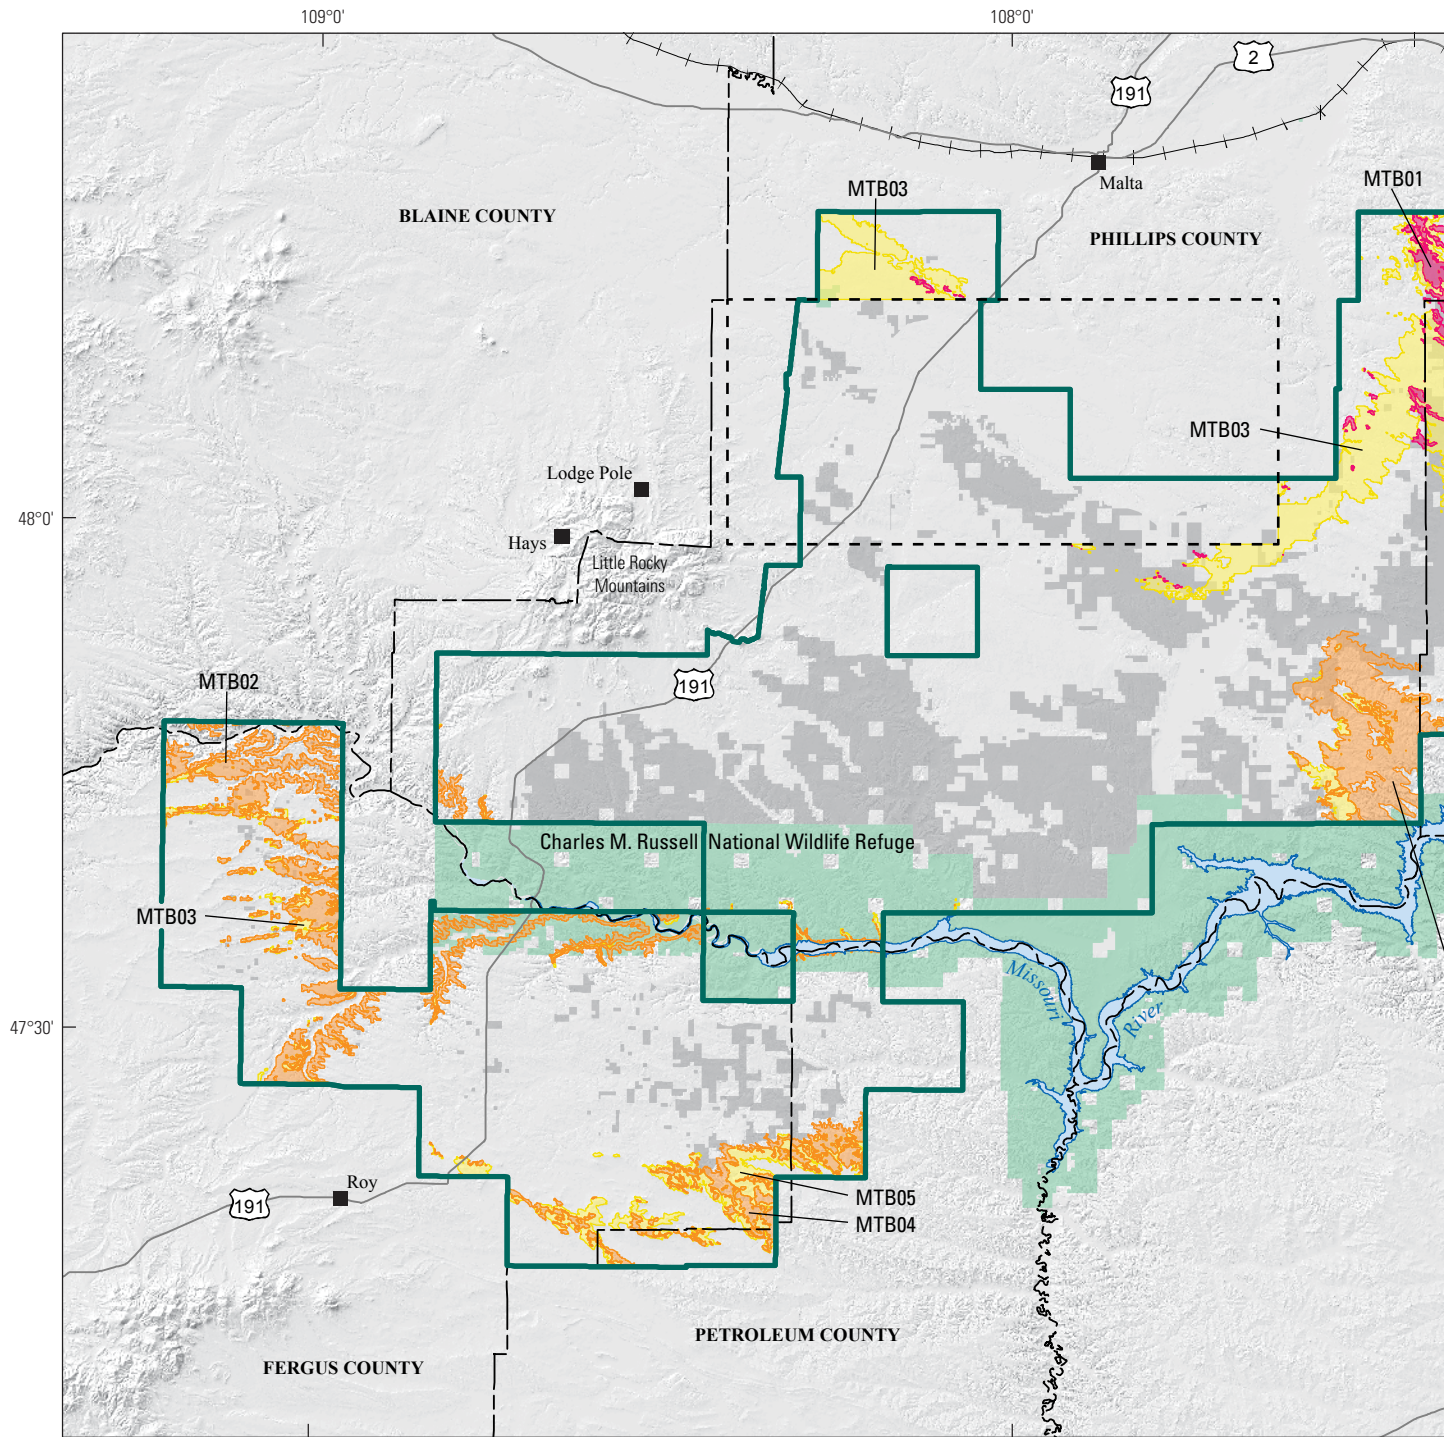 109°0'
108°0'
2
191
Malta
MTB03
MTB01
BLAINE COUNTY
PHILLIPS COUNTY
MTB03
Lodge Pole
48°0'
Hays
Little Rocky
Mountains
MTB02
191
Charles M. Russell National Wildlife Refuge
MTB03
Missouri
River
47°30'
Roy
191
MTB05
MTB04
PETROLEUM COUNTY
FERGUS COUNTY